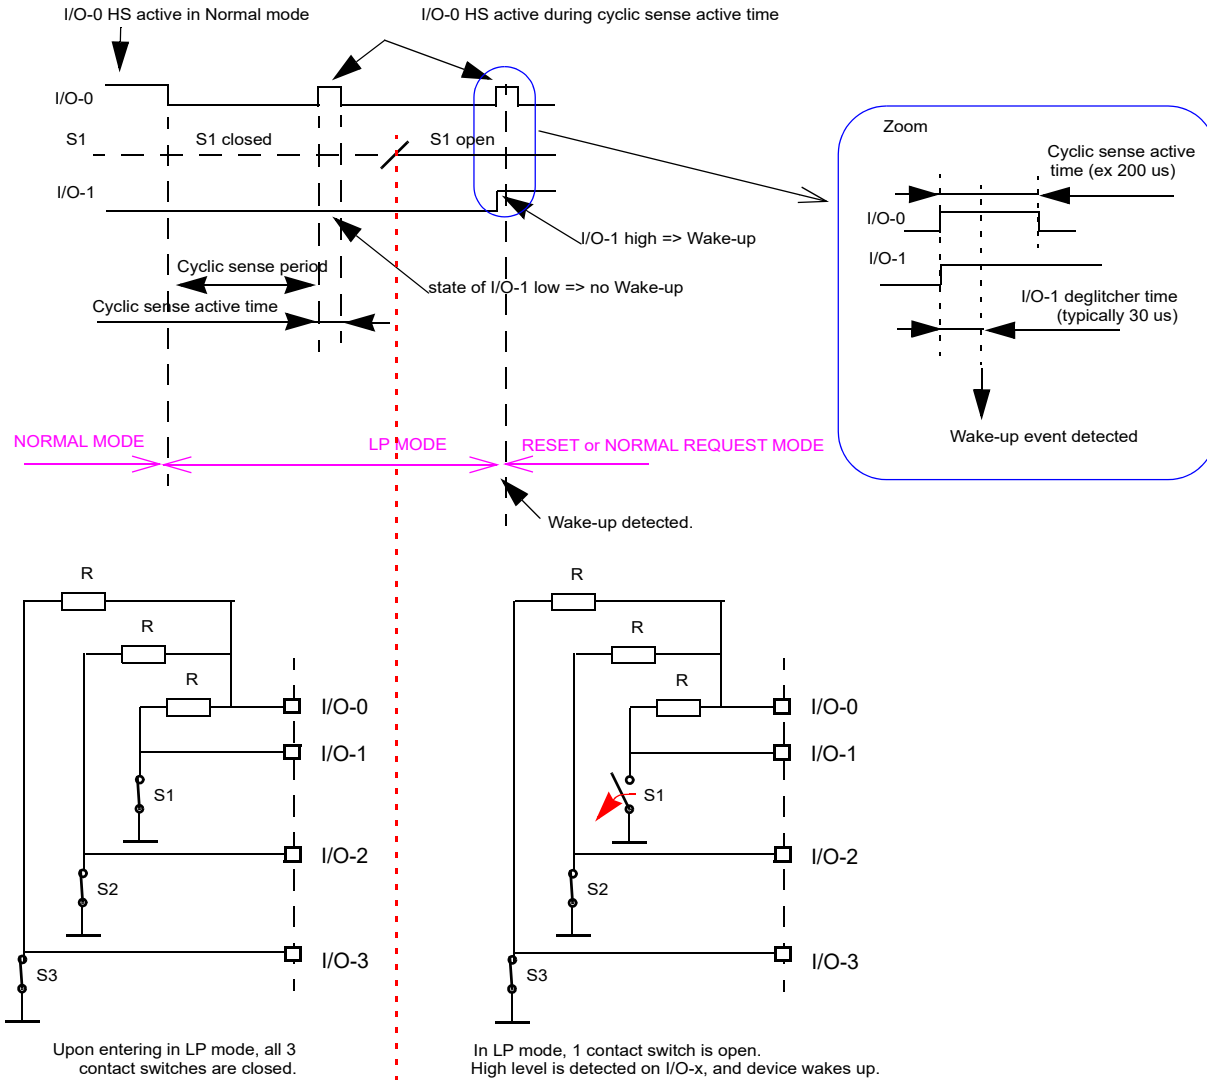 I/O-0 HS active in Normal mode
I/O-0 HS active during cyclic sense active time
I/O-0
S1
S1 closed
S1 open
I/O-1
I/O-1 high => Wake-up
Cyclic sense period
state of I/O-1 low => no Wake-up
Cyclic sense active time
Zoom
Cyclic sense active
time (ex 200 us)
I/O-0
I/O-1
I/O-1 deglitcher time
(typically 30 us)
Wake-up event detected
NORMAL MODE
LP MODE
RESET or NORMAL REQUEST MODE
Wake-up detected.
R
R
R
I/O-0
I/O-1
S1
I/O-2
S2
I/O-3
S3
Upon entering in LP mode, all 3
contact switches are closed.
R
R
R
I/O-0
I/O-1
S1
I/O-2
S2
I/O-3
S3
In LP mode, 1 contact switch is open.
High level is detected on I/O-x, and device wakes up.